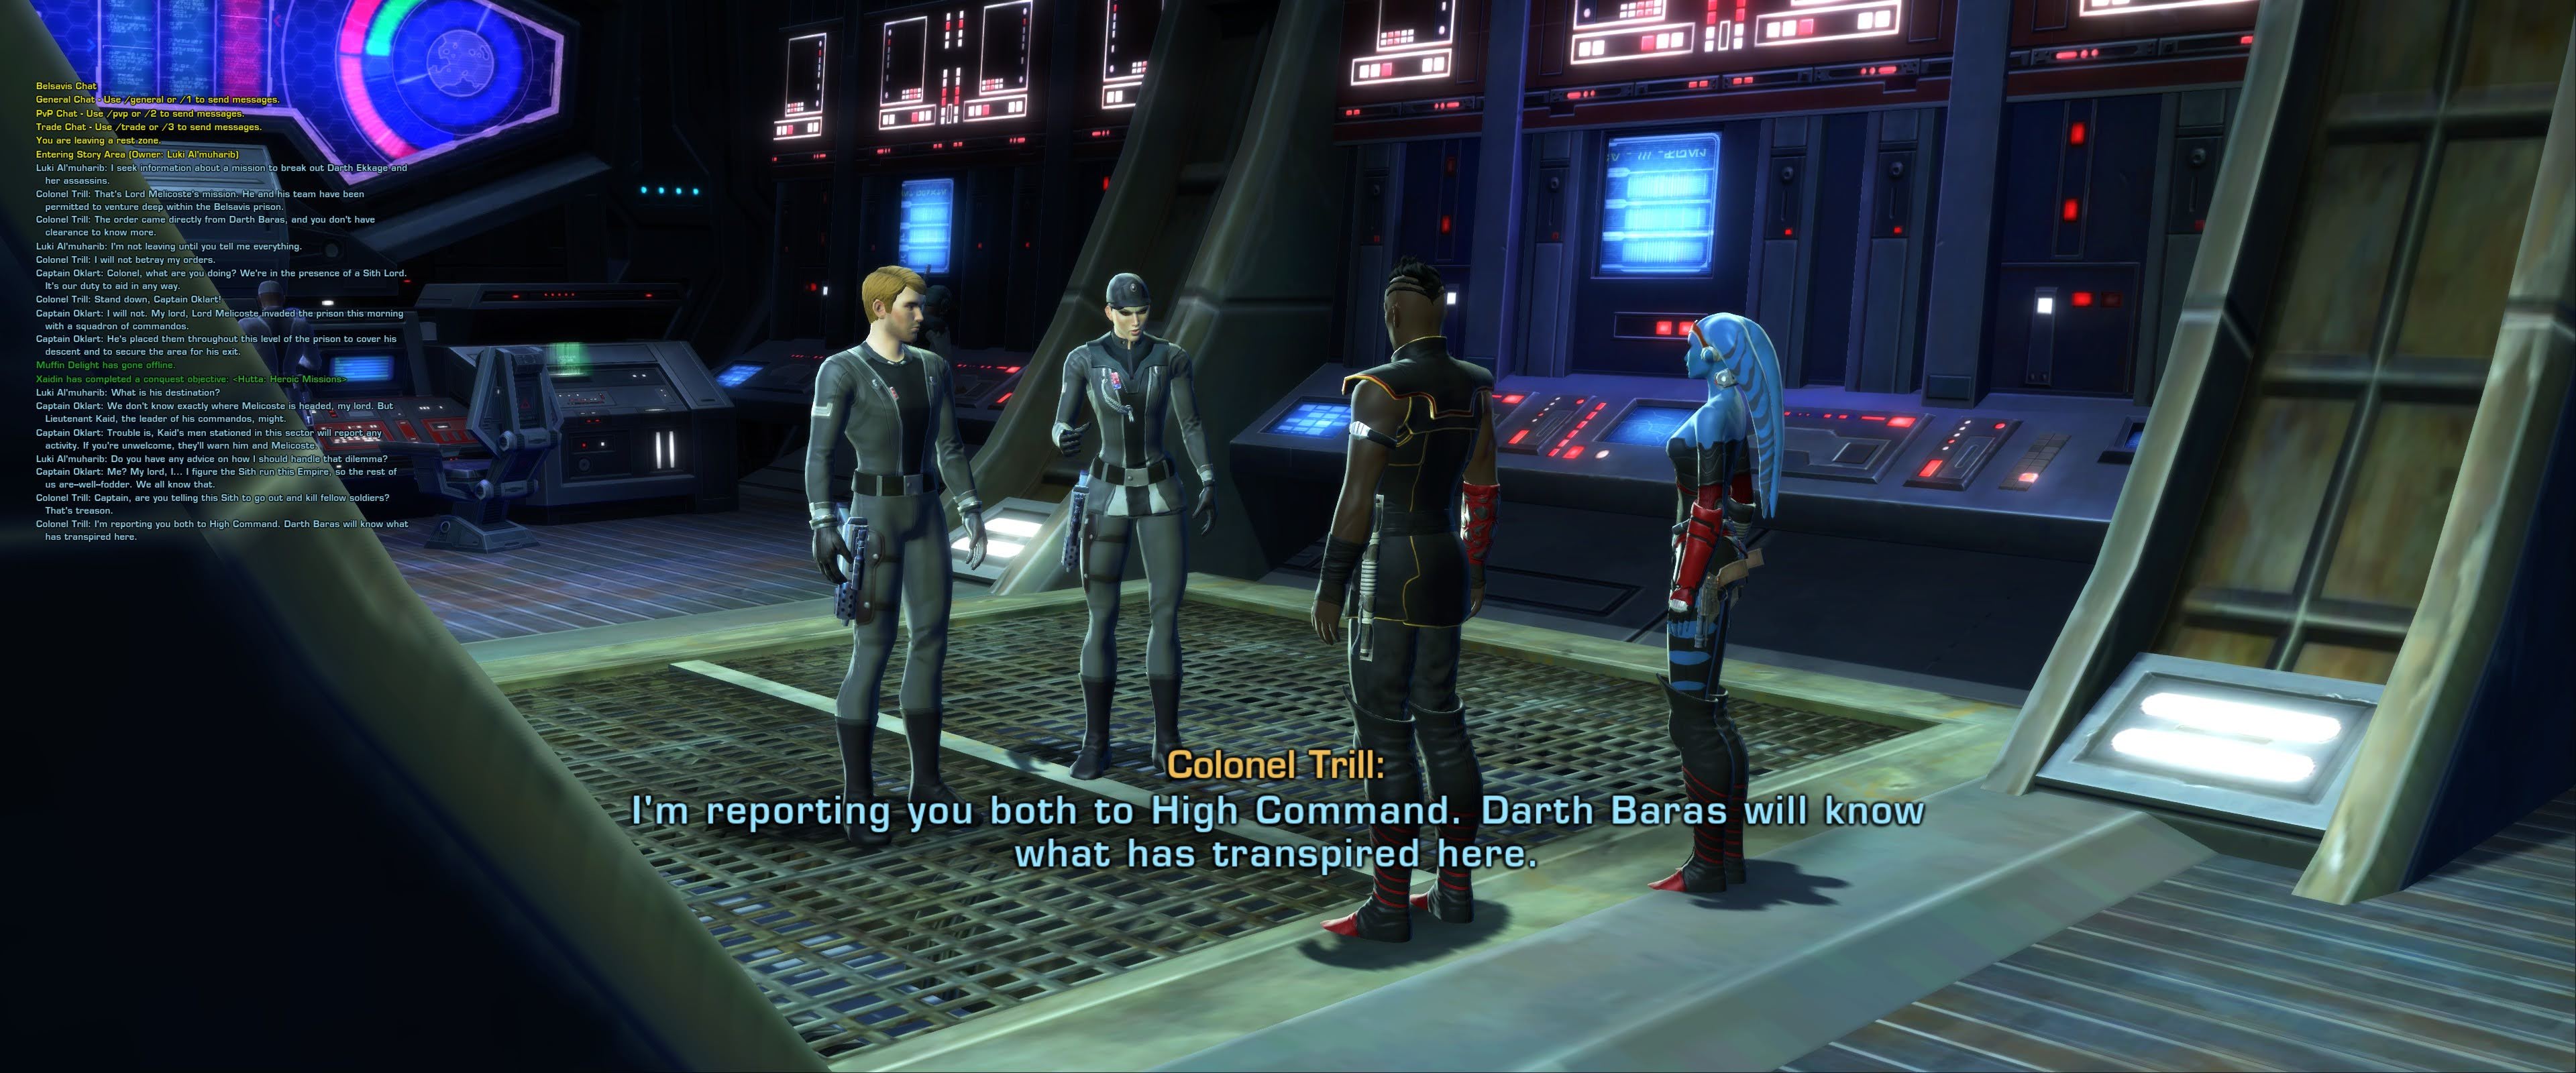 Belsavis Chat
General Chat - Use /general or /1 to send messages.
PvP Chat - Use /pvp or /2 to send messages.
Trade Chat - Use /trade or /3 to send messages.
You are leaving a rest zone.
Entering Story Area (Owner: Luki Al'muharib)
Luki Al'muharib: I seek information about a mission to break out Darth Ekkage and
her assassins.
Colonel Trill: That's Lord Melicoste's mission. He and his team have been
permitted to venture deep within the Belsavis prison.
Colonel Trill: The order came directly from Darth Baras, and you don't have
clearance to know more.
Luki Al'muharib: I'm not leaving until you tell me everything.
Colonel Trill: I will not betray my orders.
Captain Oklart: Colonel, what are you doing? We're in the presence of a Sith Lord.
It's our duty to aid in any way.
Colonel Trill: Stand down, Captain Oklart!
Captain Oklart: I will not. My lord, Lord Melicoste invaded the prison this morning
with a squadron of commandos.
Captain Oklart: He's placed them throughout this level of the prison to cover his
descent and to secure the area for his exit.
Muffin Delight has gone offline.
Xaidin has completed a conquest objective: <Hutta: Heroic Missions>
Luki Al'muharib: What is his destination?
Captain Oklart: We don't know exactly where Melicoste is headed, my lord. But
Lieutenant Kaid, the leader of his commandos, might.
Captain Oklart: Trouble is, Kaid's men stationed in this sector will report any
activity. If you're unwelcome, they'll warn him and Melicoste.
Luki Al'muharib: Do you have any advice on how I should handle that dilemma?
Captain Oklart: Me? My lord, I... I figure the Sith run this Empire, so the rest of
us are--well--fodder. We all know that.
Colonel Trill: Captain, are you telling this Sith to go out and kill fellow soldiers?
That's treason.
Colonel Trill: I'm reporting you both to High Command. Darth Baras will know what
has transpired here.
Colonel Trill:
I'm reporting you both to High Command. Darth Baras will know
what has transpired here.